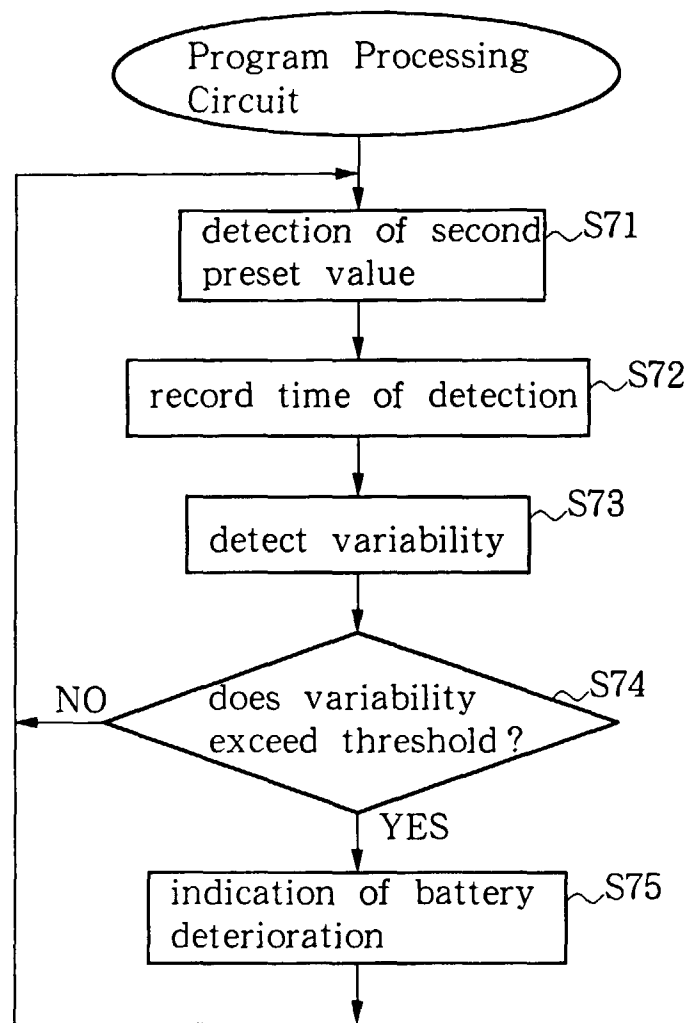 Program Processing
Circuit
detection of second
preset value
S71
record time of detection
S72
detect variability
S73
does variability
exceed threshold?
S74
NO
YES
indication of battery
deterioration
S75